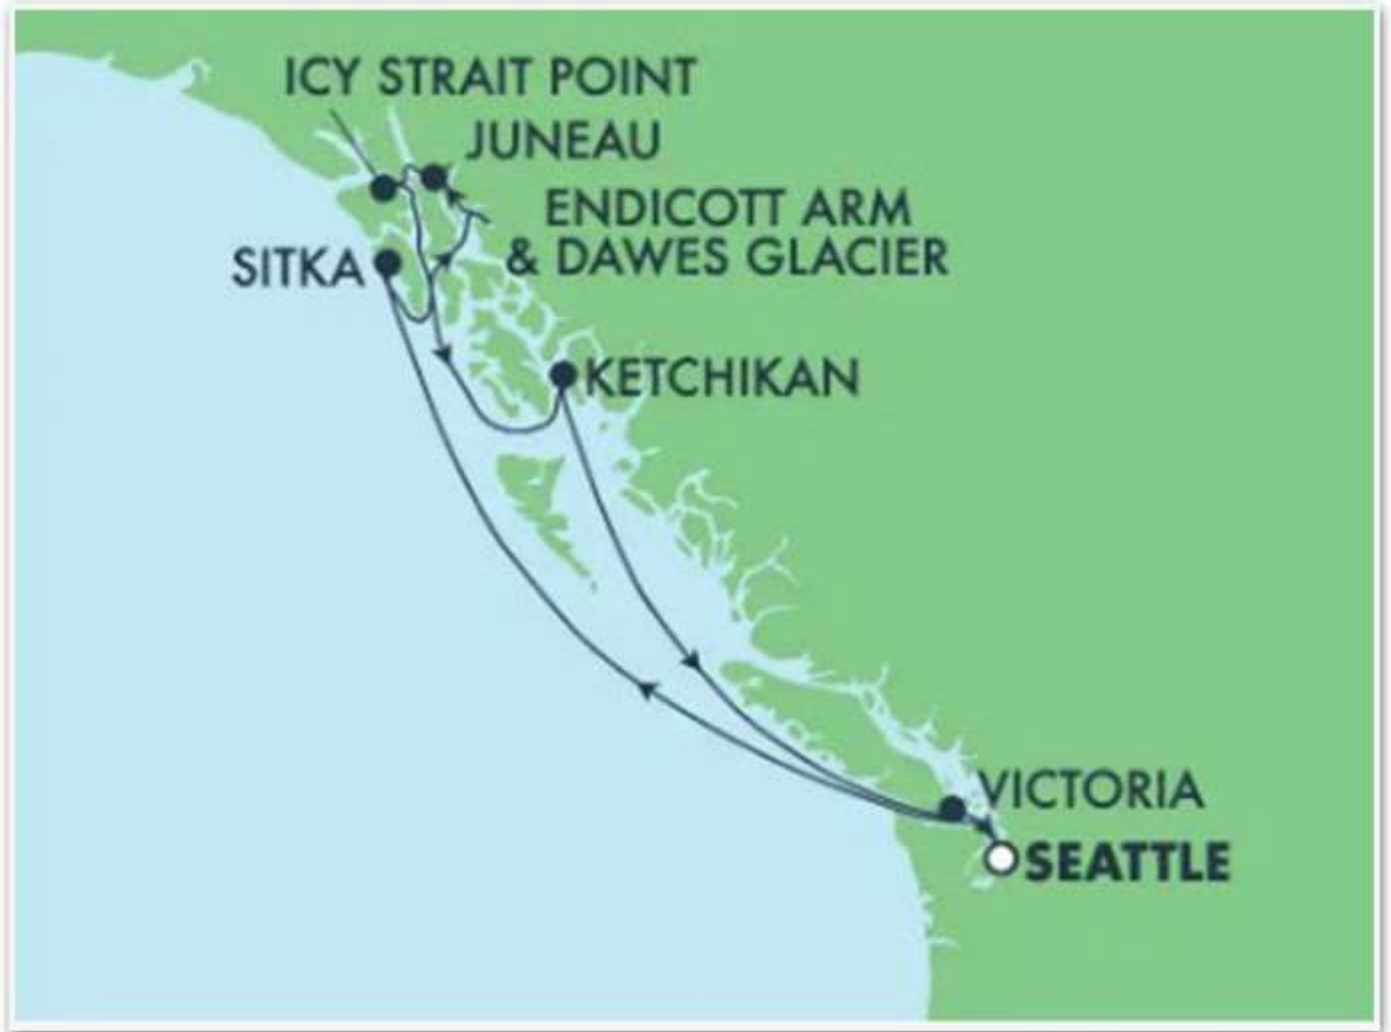 ICY STRAIT POINT
JUNEAU
ENDICOTT ARM
& DAWES GLACIER
SITKA
KETCHIKAN
VICTORIA
SEATTLE